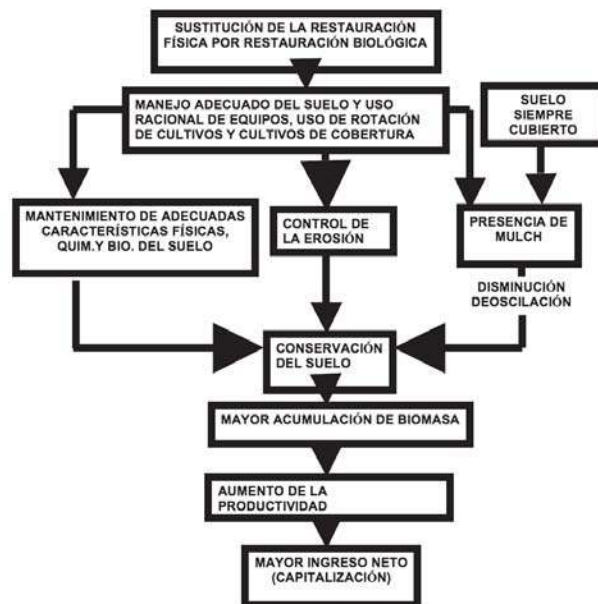 SUSTITUCIÓN DE LA RESTAURACIÓN
FÍSICA POR RESTAURACIÓN BIOLÓGICA
MANEJO ADECUADO DEL SUELO Y USO
RACIONAL DE EQUIPOS, USO DE ROTACIÓN
DE CULTIVOS Y CULTIVOS DE COBERTURA
SUELO
SIEMPRE
CUBIERTO
MANTENIMIENTO DE ADECUADAS
CARACTERÍSTICAS FÍSICAS,
QUIM.Y BIO. DEL SUELO
CONTROL DE
LA EROSIÓN
PRESENCIA DE
MULCH
DISMINUCIÓN
DEOSCILACIÓN
CONSERVACIÓN
DEL SUELO
MAYOR ACUMULACIÓN DE BIOMASA
AUMENTO DE LA
PRODUCTIVIDAD
MAYOR INGRESO NETO
(CAPITALIZACIÓN)